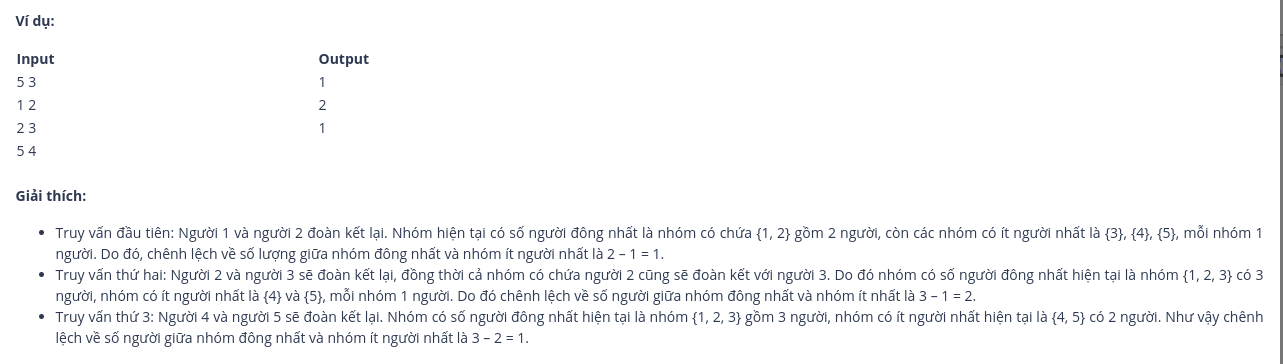 Ví dụ:
Input Output
5 3 1
1 2 2
2 3 1
5 4
Giải thích:
• Truy vấn đầu tiên: Người 1 và người 2 đoàn kết lại. Nhóm hiện tại có số người đông nhất là nhóm có chứa {1, 2} gồm 2 người, còn các nhóm có ít người nhất là {3}, {4}, {5}, mỗi nhóm 1
người. Do đó, chênh lệch về số lượng giữa nhóm đông nhất và nhóm ít người nhất là 2 – 1 = 1.
• Truy vấn thứ hai: Người 2 và người 3 sẽ đoàn kết lại, đồng thời cả nhóm có chứa người 2 cũng sẽ đoàn kết với người 3. Do đó nhóm có số người đông nhất hiện tại là nhóm {1, 2, 3} có 3
người, nhóm có ít người nhất là {4} và {5}, mỗi nhóm 1 người. Do đó chênh lệch về số người giữa nhóm đông nhất và nhóm ít nhất là 3 – 1 = 2.
• Truy vấn thứ 3: Người 4 và người 5 sẽ đoàn kết lại. Nhóm có số người đông nhất hiện tại là nhóm {1, 2, 3} gồm 3 người, nhóm có ít người nhất hiện tại là {4, 5} có 2 người. Như vậy chênh
lệch về số người giữa nhóm đông nhất và nhóm ít người nhất là 3 – 2 = 1.